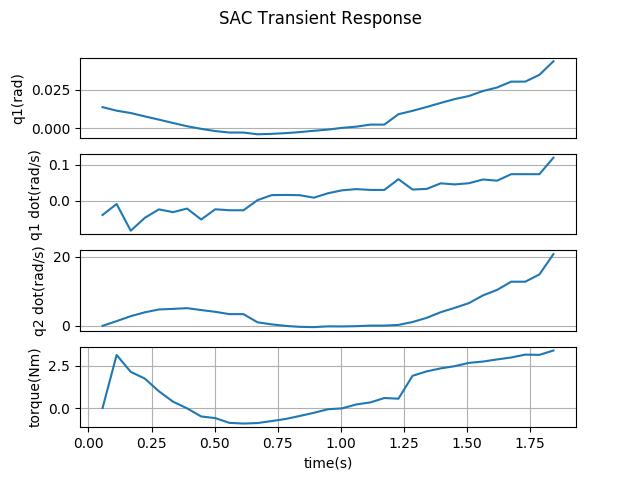 SAC Transient Response
q1(rad)
0.025
0.000
q1 dot(rad/s)
0.1
0.0
q2 dot(rad/s)
20
0
torque(Nm)
2.5
0.0
0.00 0.25 0.50 0.75 1.00 1.25 1.50 1.75
time(s)